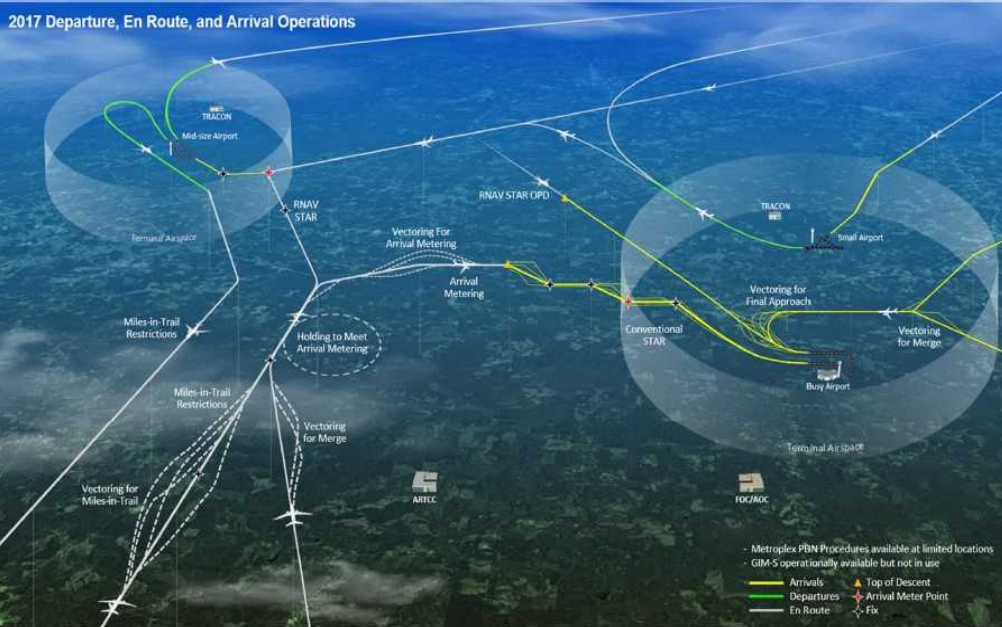 2017 Departure, En Route, and Arrival Operations
TRACON
Mid-size Airport
RNAV
STAR
Terminal Airspace
Vectoring For
Arrival Metering
Arrival
Metering
RNAV STAR OPD
TRACON
Small Airport
Vectoring for
Final Approach
Conventional
STAR
Vectoring
for Merge
Busy Airport
Terminal Airspace
Miles-in-Trail
Restrictions
Holding to Meet
Arrival Metering
Miles-in-Trail
Restrictions
Vectoring
for Merge
Vectoring for
Miles-in-Trail
ARTCC
FOC/AOC
- Metroplex PBN Procedures available at limited locations
- GIM-S operationally available but not in use
Arrivals
Top of Descent
Departures
Arrival Meter Point
En Route
Fix